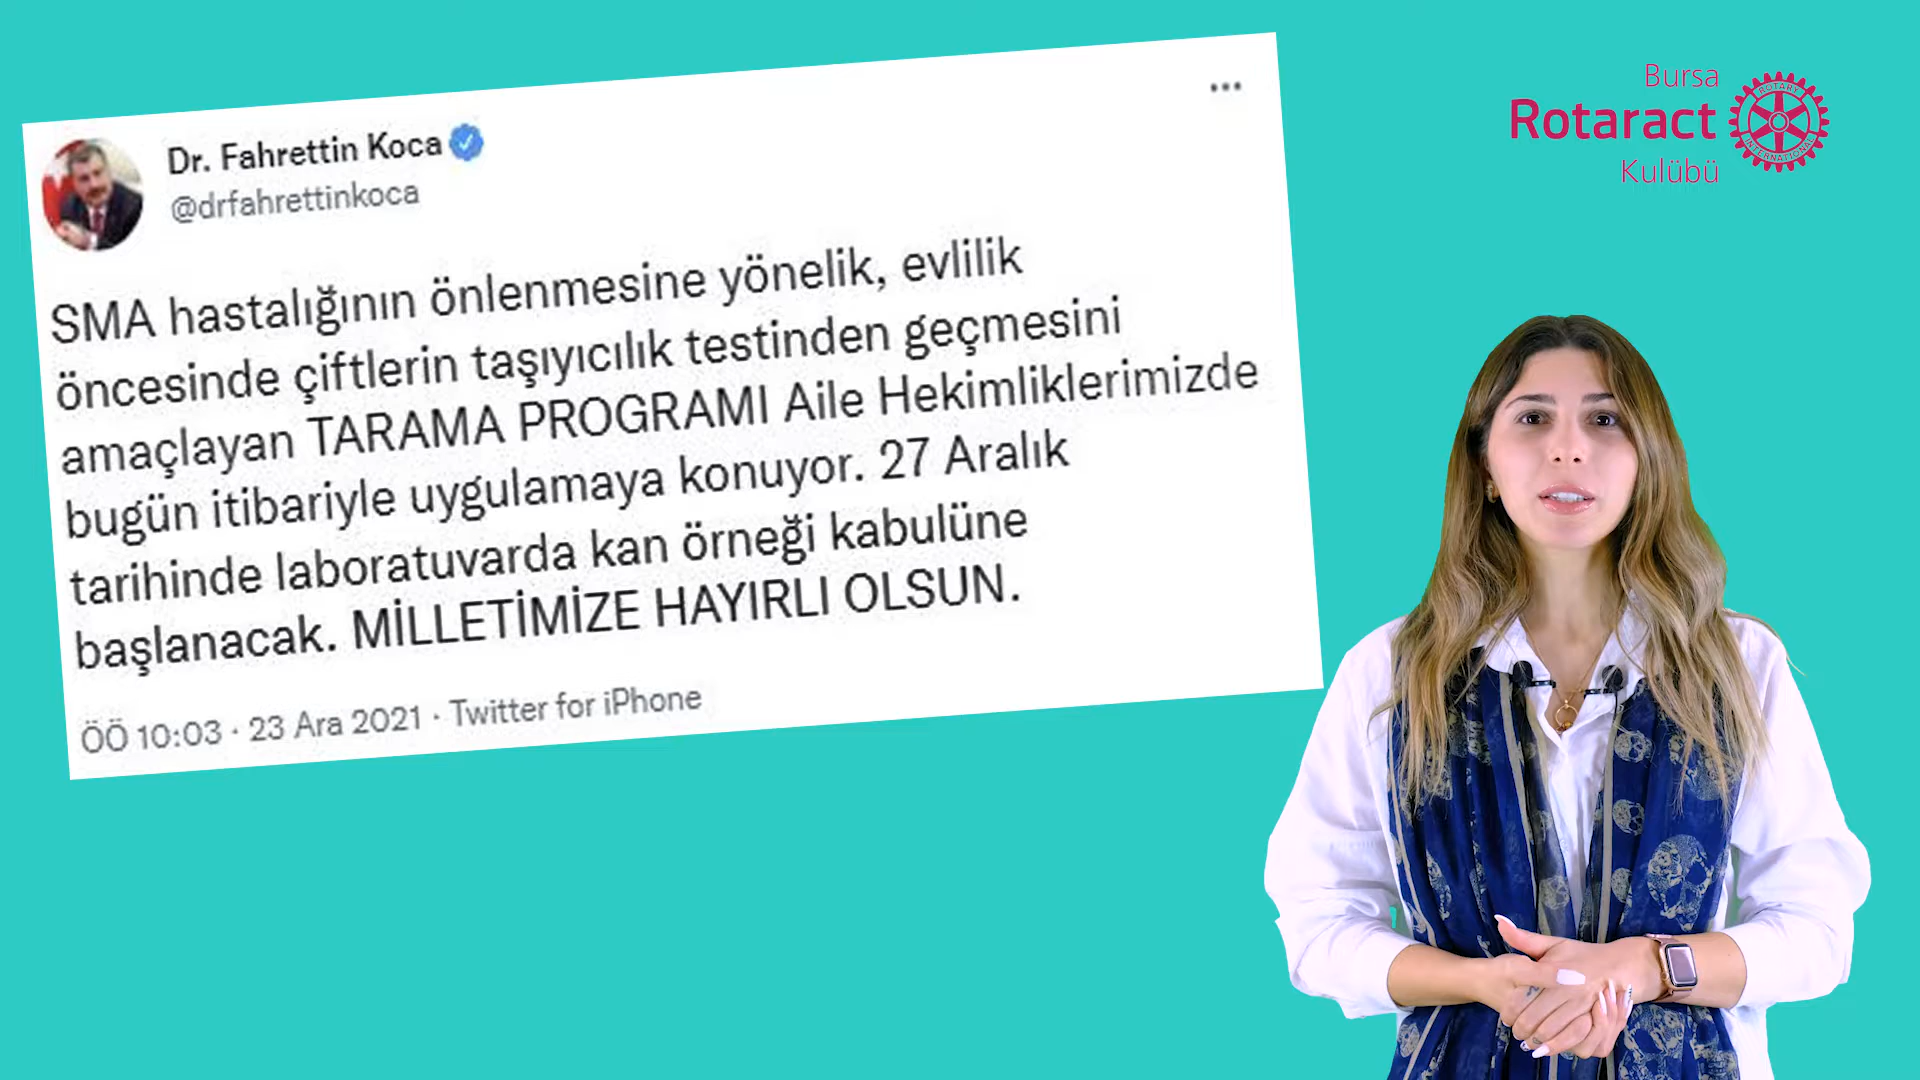 Dr. Fahrettin Koca
@drfahrettinkoca
SMA hastalığının önlenmesine yönelik, evlilik
öncesinde çiftlerin taşıyıcılık testinden geçmesini
amaçlayan TARAMA PROGRAMI Aile Hekimliklerimizde
bugün itibariyle uygulamaya konuyor. 27 Aralık
tarihinde laboratuvarda kan örneği kabulüne
başlanacak. MİLLETİMİZE HAYIRLI OLSUN.
ÖÖ 10:03 · 23 Ara 2021 · Twitter for iPhone
Bursa
Rotaract
Kulübü
ROTARY
INTERNATIONAL